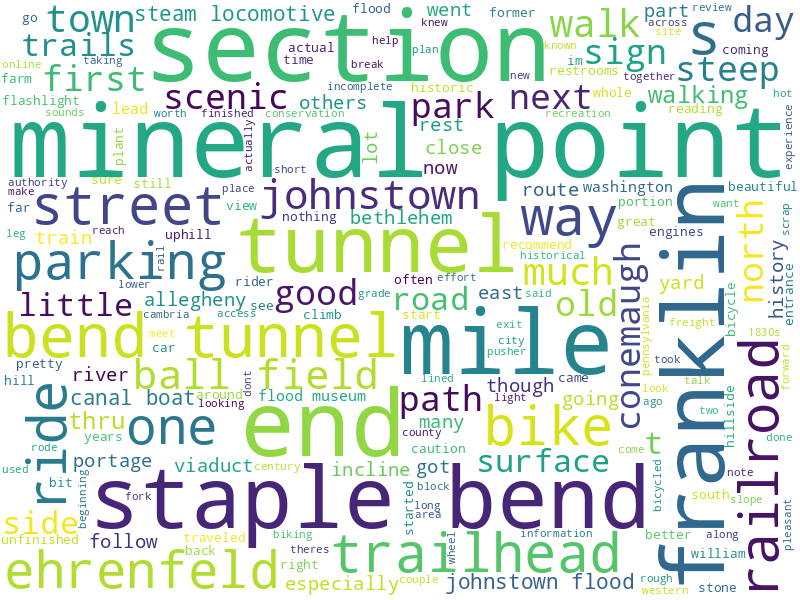 go
steam locomotive
flood
went
former
part
review
across
town
section
knew
actual
time
help
walk
known
site
s
day
trails
online
taking
break
plan
im
sign
coming
farm
first
restrooms
together
steep
flashlight
scenic
incomplete
historic
new
whole
hot
sounds
lead
others
park
next
walking
worth
finished
conservation
recreation
reading
experience
mineral point
plant
actually
rest
lot
close
now
authority
sure
still
short
place
route
washington
beautiful
make
street
johnstown
way
portion
far
view
nothing
bethlehem
want
scrap
leg
reach
tunnel
great
engines
north
train
uphill
rail
recommend
historical
much
conemaugh
franklin
history
entrance
parking
lower
rider
often
effort
east
said
old
yard
little
allegheny
see
good
road
pennsylvania
freight
bicycle
cambria
access
grade
climb
start
exit
city
pusher
1830s
bend tunnel
meet
car
mile
took
railroad
forward
pretty
river
ball field
dont
lined
though
came
look
talk
hill
canal boat
around
looking
flood museum
light
path
going
ago
two
hillside
ride
thru
one
end
county
many
bike
t
done
years
rode
portage
viaduct
century
incline
caution
got
surface
come
used
bit
beginning
fork
staple bend
block
long
area
started
bicycled
south
note
slope
side
better
along
pleasant
unfinished
follow
traveled
back
biking
theres
right
trailhead
wheel
information
william
ehrenfeld
especially
couple
johnstown flood
rough
western
stone